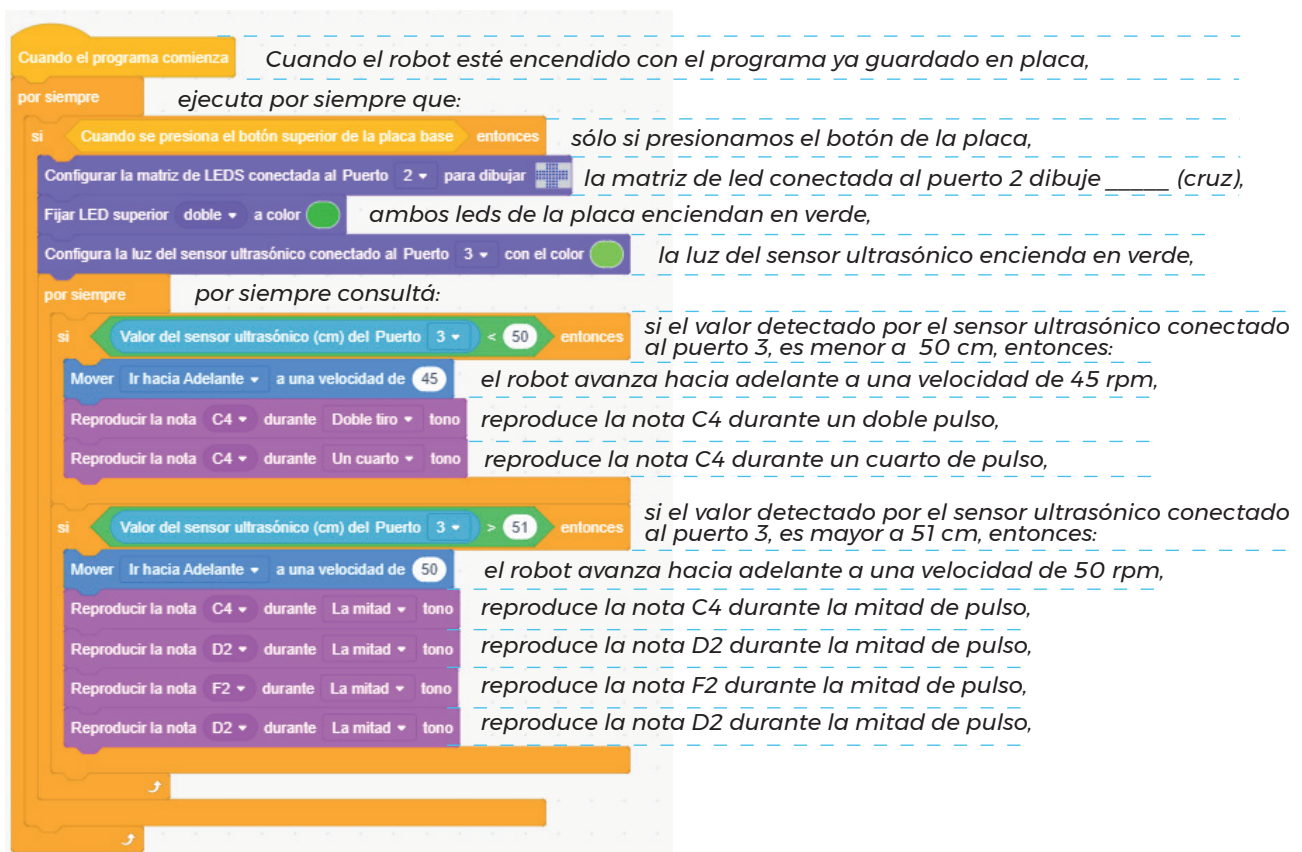 Cuando el programa comienza
Cuando el robot esté encendido con el programa ya guardado en placa,
por siempre
ejecuta por siempre que:
si Cuando se presiona el botón superior de la placa base entonces
sólo si presionamos el botón de la placa,
Configurar la matriz de LEDS conectada al Puerto 2 para dibujar
la matriz de led conectada al puerto 2 dibuje _____ (cruz),
Fijar LED superior doble a color
ambos leds de la placa enciendan en verde,
Configura la luz del sensor ultrasónico conectado al Puerto 3 con el color
la luz del sensor ultrasónico encienda en verde,
por siempre
por siempre consultá:
si Valor del sensor ultrasónico (cm) del Puerto 3 < 50 entonces
si el valor detectado por el sensor ultrasónico conectado
al puerto 3, es menor a 50 cm, entonces:
Mover Ir hacia Adelante a una velocidad de 45
el robot avanza hacia adelante a una velocidad de 45 rpm,
Reproducir la nota C4 durante Doble tiro tono
reproduce la nota C4 durante un doble pulso,
Reproducir la nota C4 durante Un cuarto tono
reproduce la nota C4 durante un cuarto de pulso,
si Valor del sensor ultrasónico (cm) del Puerto 3 > 51 entonces
si el valor detectado por el sensor ultrasónico conectado
al puerto 3, es mayor a 51 cm, entonces:
Mover Ir hacia Adelante a una velocidad de 50
el robot avanza hacia adelante a una velocidad de 50 rpm,
Reproducir la nota C4 durante La mitad tono
reproduce la nota C4 durante la mitad de pulso,
Reproducir la nota D2 durante La mitad tono
reproduce la nota D2 durante la mitad de pulso,
Reproducir la nota F2 durante La mitad tono
reproduce la nota F2 durante la mitad de pulso,
Reproducir la nota D2 durante La mitad tono
reproduce la nota D2 durante la mitad de pulso,